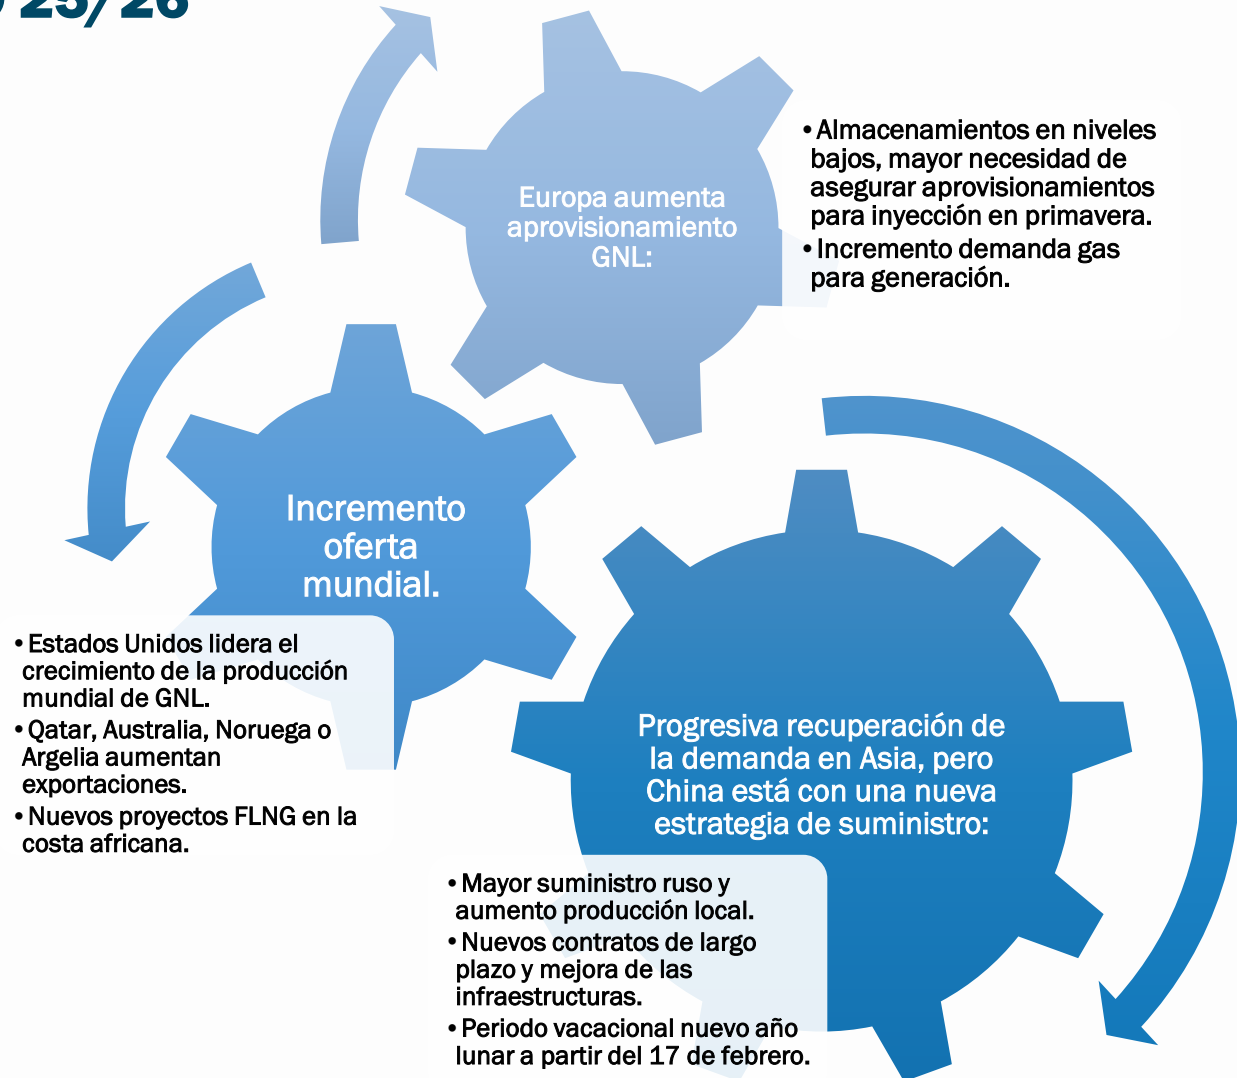 25/26
Europa aumenta
aprovisionamiento
GNL:
• Almacenamientos en niveles
bajos, mayor necesidad de
asegurar aprovisionamientos
para inyección en primavera.
• Incremento demanda gas
para generación.
Incremento
oferta
mundial.
• Estados Unidos lidera el
crecimiento de la producción
mundial de GNL.
• Qatar, Australia, Noruega o
Argelia aumentan
exportaciones.
• Nuevos proyectos FLNG en la
costa africana.
Progresiva recuperación de
la demanda en Asia, pero
China está con una nueva
estrategia de suministro:
• Mayor suministro ruso y
aumento producción local.
• Nuevos contratos de largo
plazo y mejora de las
infraestructuras.
• Periodo vacacional nuevo año
lunar a partir del 17 de febrero.